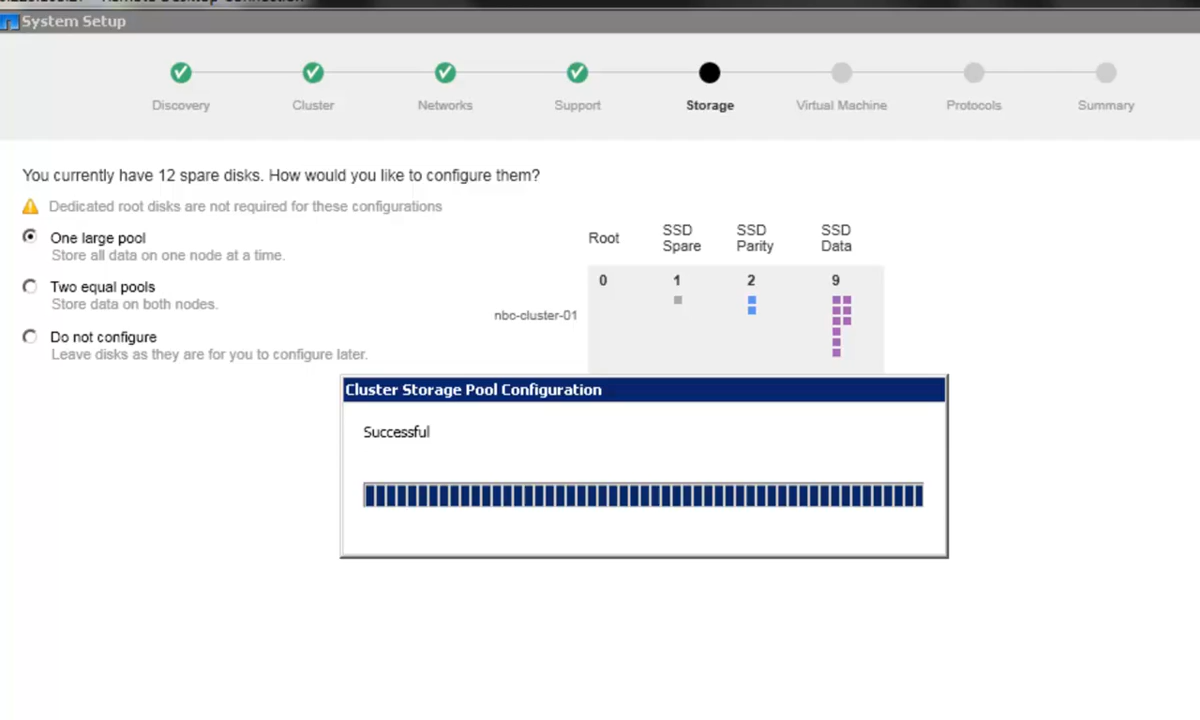 Remote Desktop Connection
System Setup
Discovery
Cluster
Networks
Support
Storage
Virtual Machine
Protocols
Summary
You currently have 12 spare disks. How would you like to configure them?
Dedicated root disks are not required for these configurations
One large pool
Store all data on one node at a time.
Two equal pools
Store data on both nodes.
Do not configure
Leave disks as they are for you to configure later.
Root
SSD Spare
SSD Parity
SSD Data
0
1
2
9
nbc-cluster-01
Cluster Storage Pool Configuration
Successful